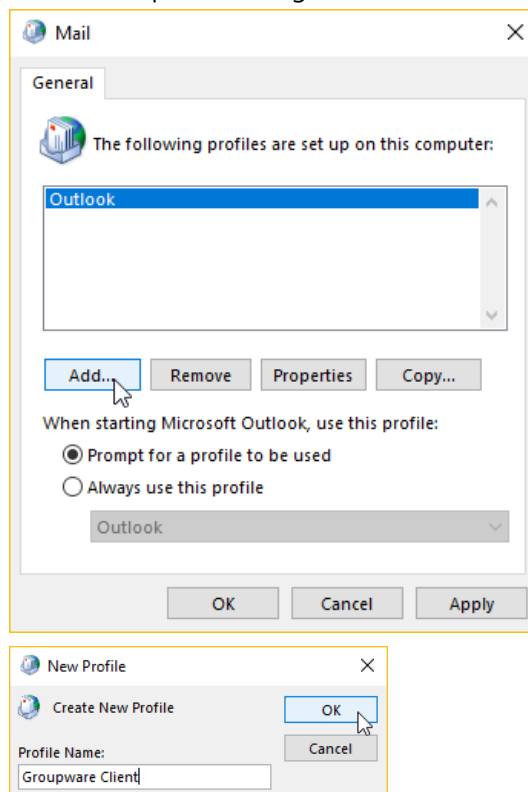 Mail
General
The following profiles are set up on this computer:
Outlook
Add... Remove Properties Copy...
When starting Microsoft Outlook, use this profile:
Prompt for a profile to be used
Always use this profile
Outlook
OK Cancel Apply
New Profile
Create New Profile OK
Cancel
Profile Name:
Groupware Client